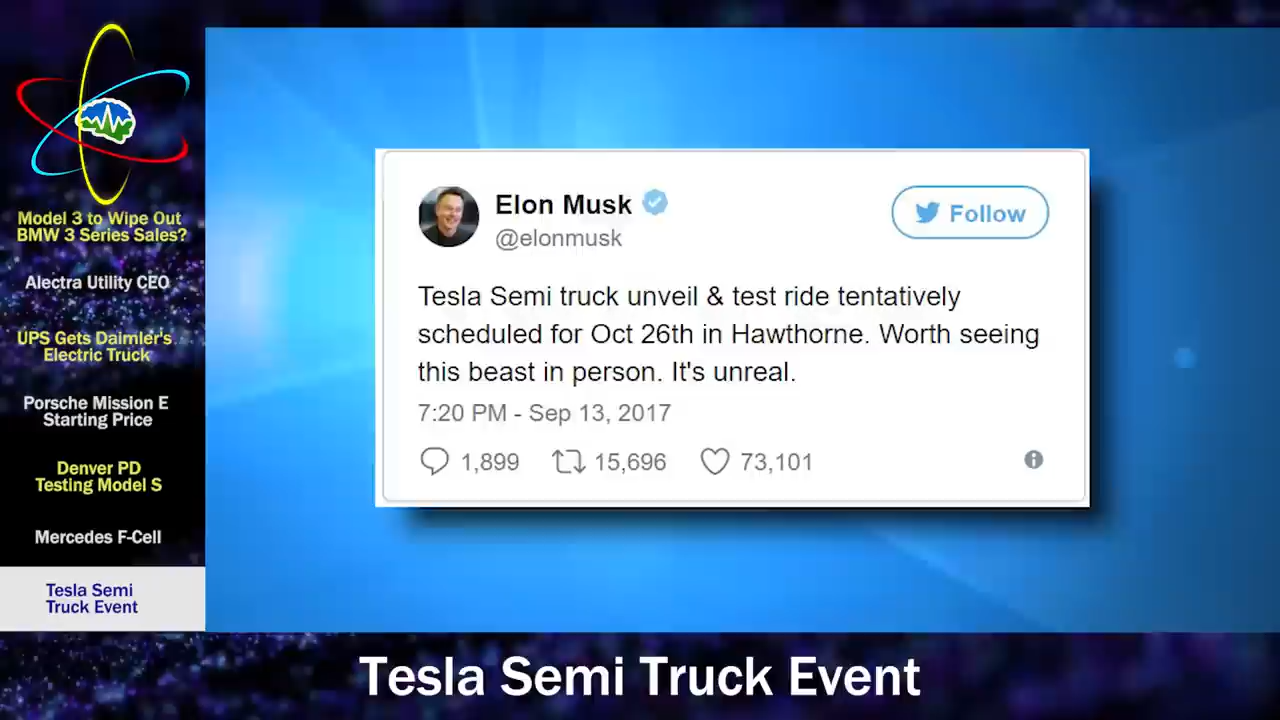 Model 3 to Wipe Out
BMW 3 Series Sales?
Alectra Utility CEO
UPS Gets Daimler's
Electric Truck
Porsche Mission E
Starting Price
Denver PD
Testing Model S
Mercedes F-Cell
Tesla Semi
Truck Event
Elon Musk
@elonmusk
Follow
Tesla Semi truck unveil & test ride tentatively
scheduled for Oct 26th in Hawthorne. Worth seeing
this beast in person. It's unreal.
7:20 PM - Sep 13, 2017
1,899 15,696 73,101
Tesla Semi Truck Event